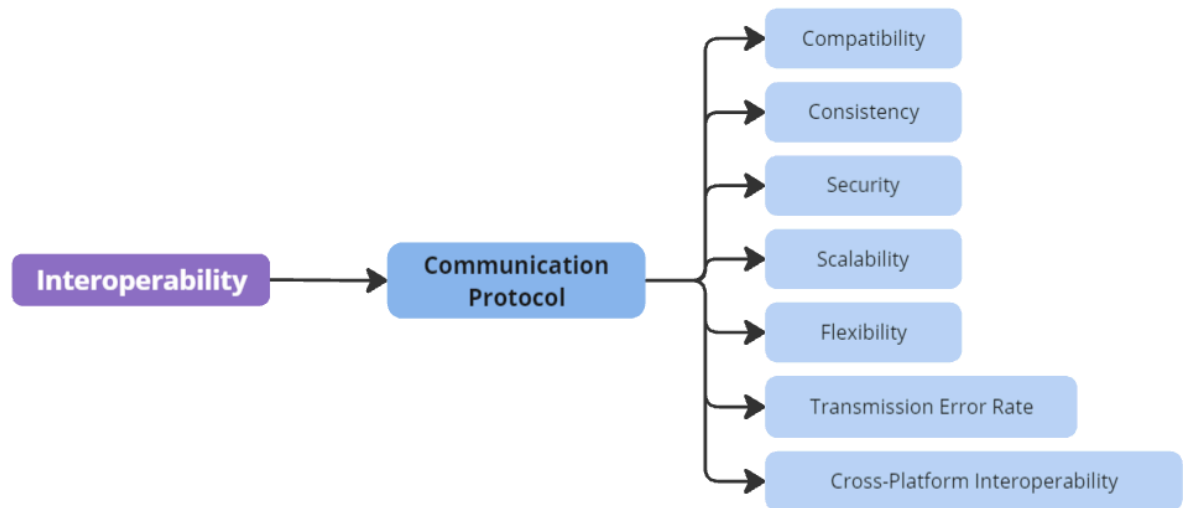 Interoperability
Communication
Protocol
Compatibility
Consistency
Security
Scalability
Flexibility
Transmission Error Rate
Cross-Platform Interoperability